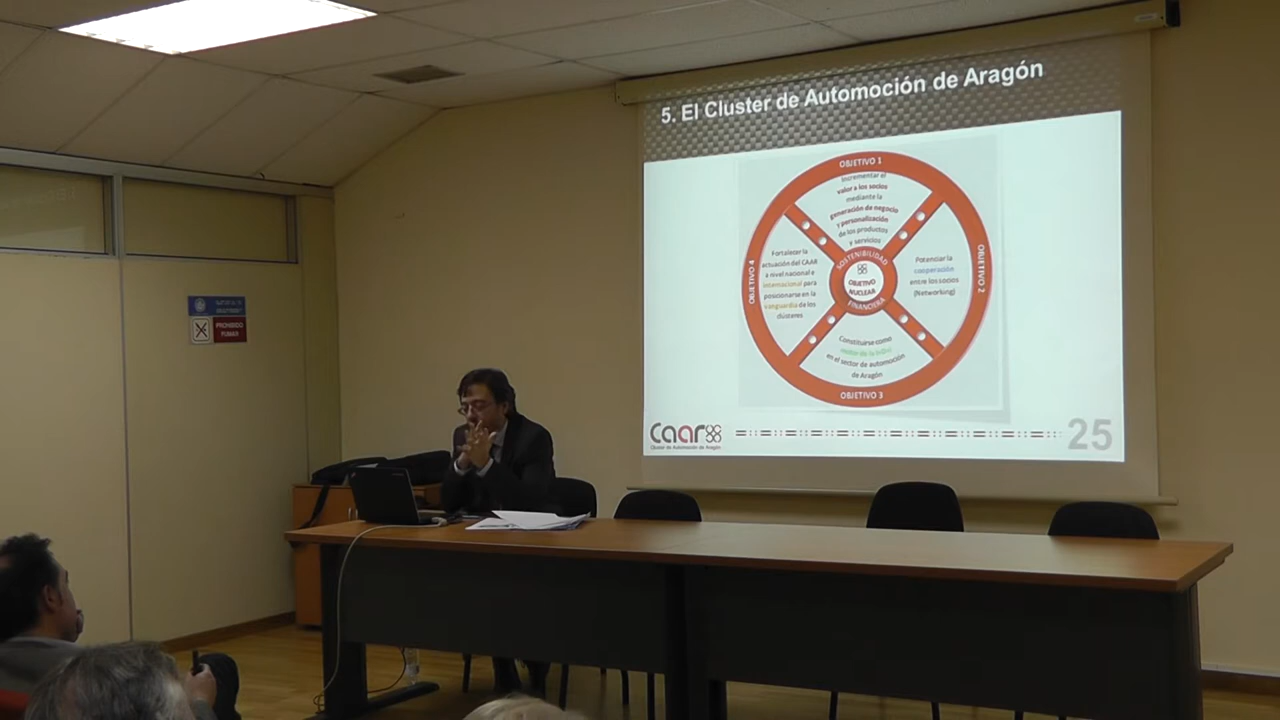 5. El Cluster de Automoción de Aragón
OBJETIVO 1
Incrementar el
valor a los socios
mediante la
generación de negocio
y personalización
de los productos
y servicios
OBJETIVO 4
Fortalecer la
actuación del CAAR
a nivel nacional e
internacional para
posicionarse en la
vanguardia de los
clústeres
SOSTENIBILIDAD
OBJETIVO
NUCLEAR
FINANCIERA
Potenciar la
cooperación
entre los socios
(Networking)
OBJETIVO 2
Constituirse como
en el sector de automoción
de Aragón
OBJETIVO 3
caar
Cluster de Automoción de Aragón
25
PROHIBIDO
FUMAR